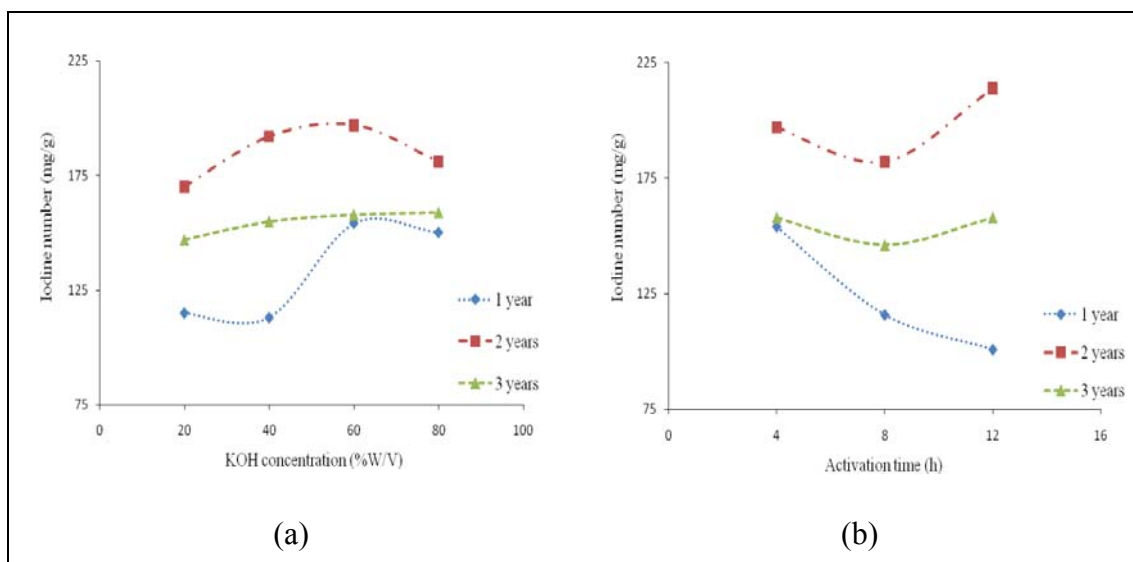 225
175
125
75
Iodine number (mg/g)
0
20
40
60
80
100
KOH concentration (%W/V)
1 year
2 years
3 years
(a)
225
175
125
75
Iodine number (mg/g)
0
4
8
12
16
Activation time (h)
1 year
2 years
3 years
(b)